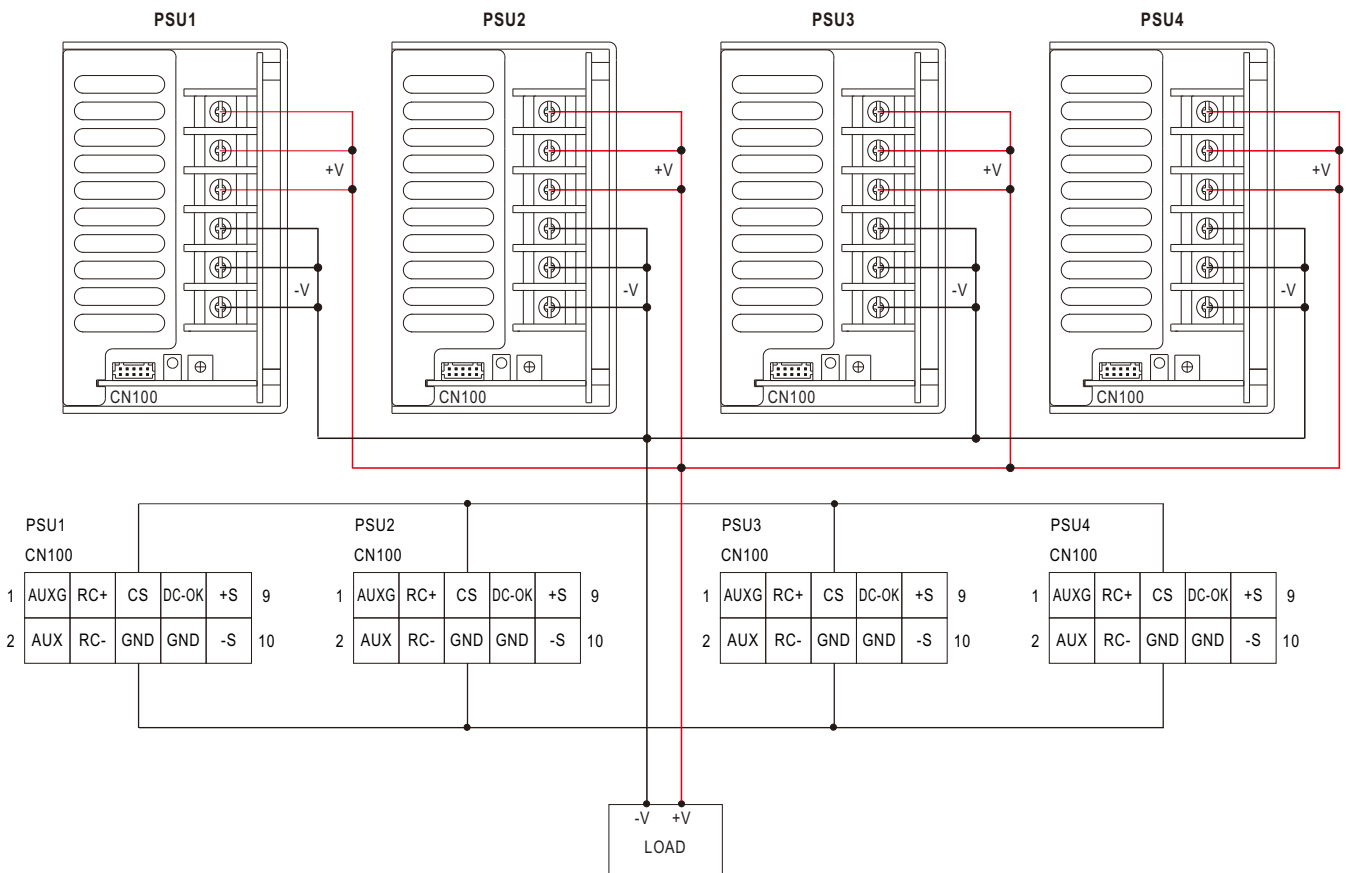 PSU1 PSU2 PSU3 PSU4
+V +V +V +V
-V -V -V -V
CN100 CN100 CN100 CN100
PSU1 PSU2 PSU3 PSU4
CN100 CN100 CN100 CN100
1 AUXG RC+ CS DC-OK +S 9 1 AUXG RC+ CS DC-OK +S 9 1 AUXG RC+ CS DC-OK +S 9 1 AUXG RC+ CS DC-OK +S 9
2 AUX RC- GND GND -S 10 2 AUX RC- GND GND -S 10 2 AUX RC- GND GND -S 10 2 AUX RC- GND GND -S 10
-V +V
LOAD